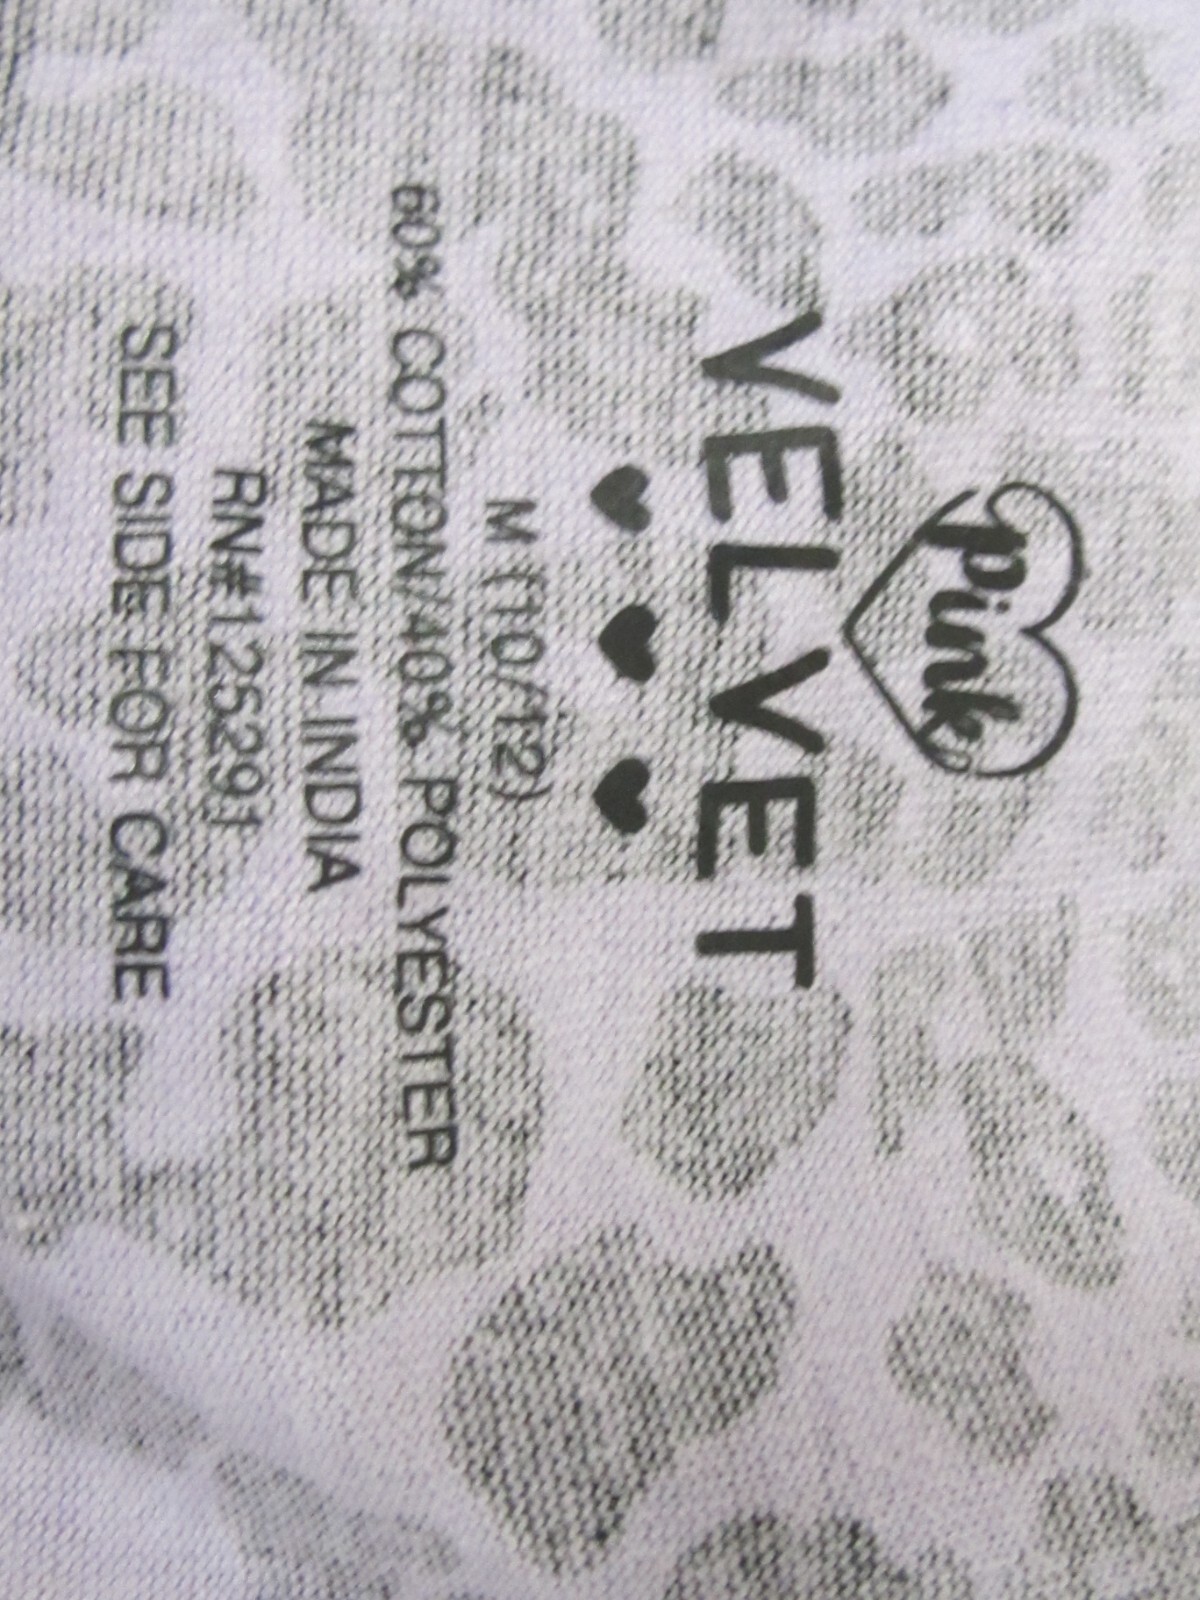 pink
VELVET
M (10/12)
60% COTTON/40% POLYESTER
MADE IN INDIA
RN#125291
SEE SIDE FOR CARE